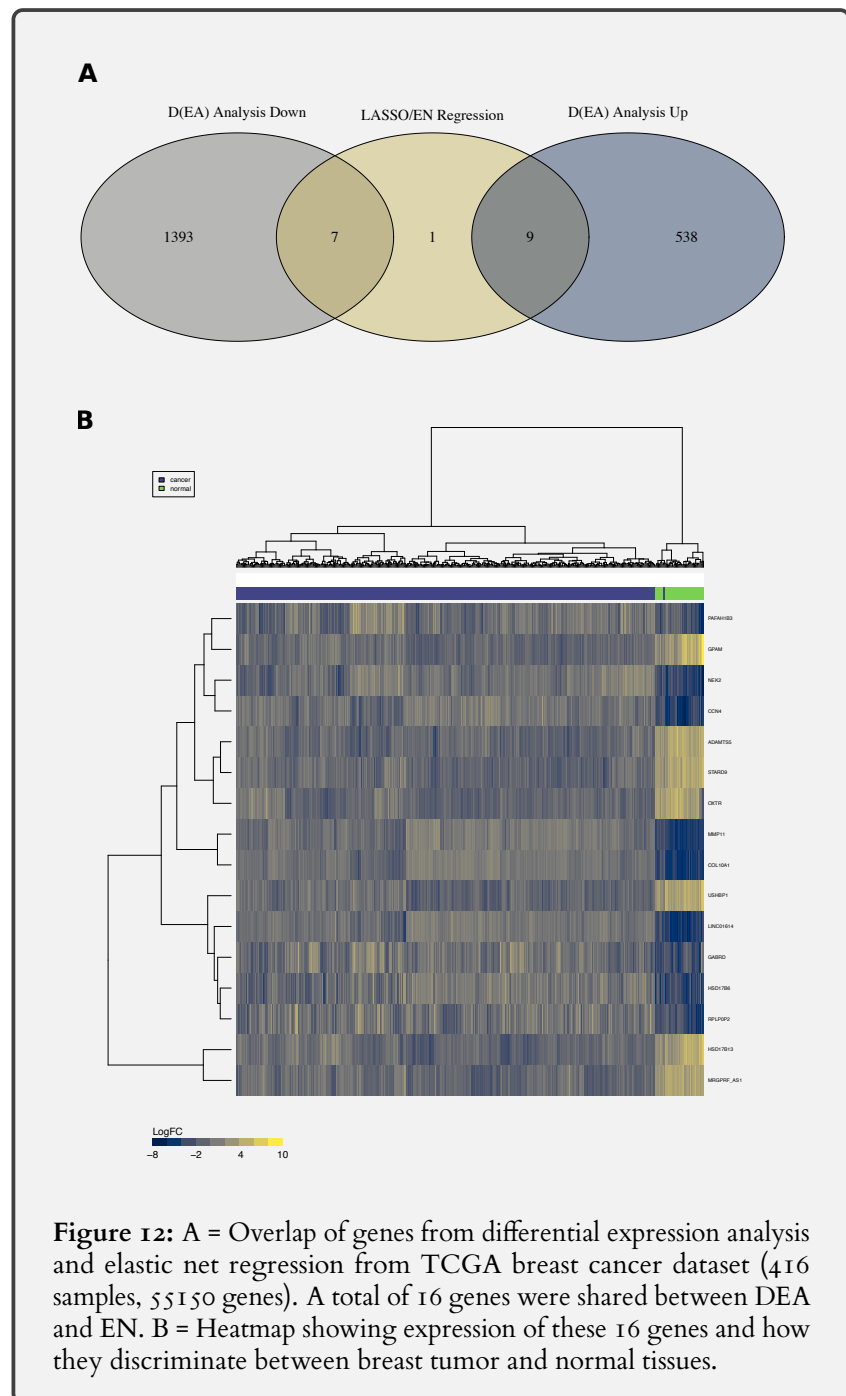 A
D(EA) Analysis Down
LASSO/EN Regression
D(EA) Analysis Up
1393
7
1
9
538
B
cancer
normal
PAFAH1B3
GPAM
NEK2
CCN4
ADAMTS5
STARD9
OXTR
MMP11
COL10A1
USHBP1
LINC01614
GABRD
HSD17B6
RPLP0P2
HSD17B13
MRGPRF_AS1
LogFC
−8 −2 4 10
Figure 12: A = Overlap of genes from differential expression analysis
and elastic net regression from TCGA breast cancer dataset (416
samples, 55150 genes). A total of 16 genes were shared between DEA
and EN. B = Heatmap showing expression of these 16 genes and how
they discriminate between breast tumor and normal tissues.